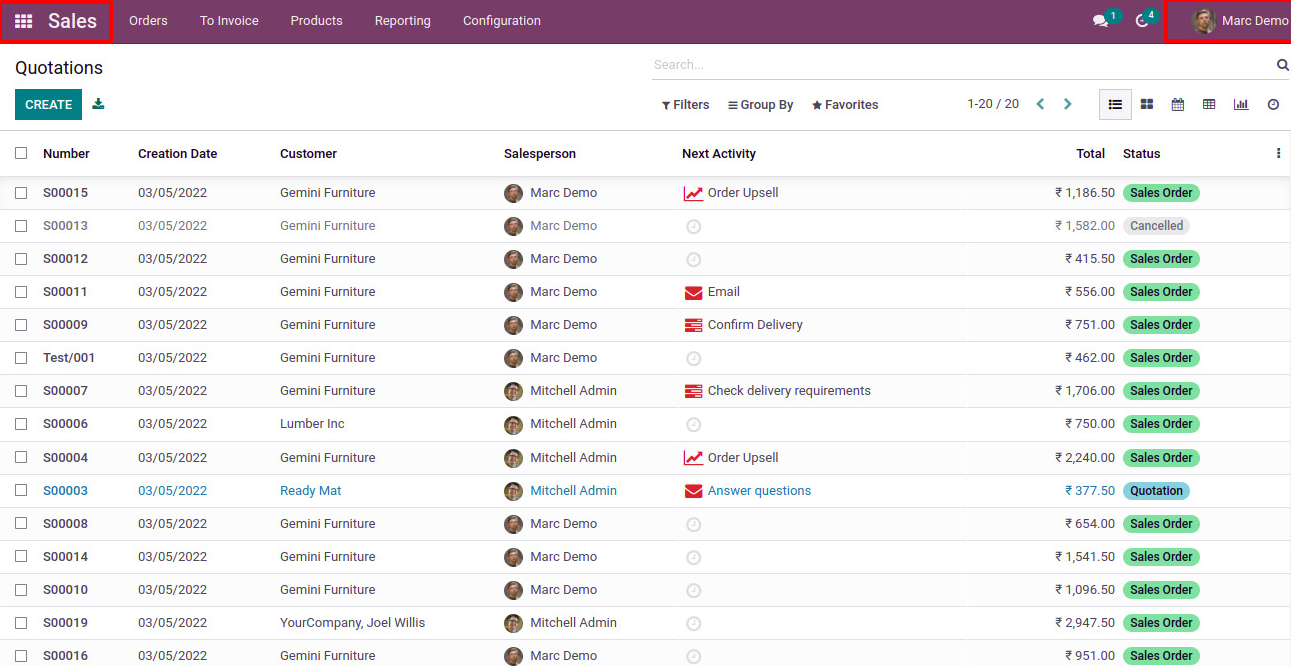 Sales Orders To Invoice Products Reporting Configuration 1 4 Marc Demo
Quotations Search...
CREATE Filters Group By Favorites 1-20 / 20
Number Creation Date Customer Salesperson Next Activity Total Status
S00015 03/05/2022 Gemini Furniture Marc Demo Order Upsell ₹ 1,186.50 Sales Order
S00013 03/05/2022 Gemini Furniture Marc Demo ₹ 1,582.00 Cancelled
S00012 03/05/2022 Gemini Furniture Marc Demo ₹ 415.50 Sales Order
S00011 03/05/2022 Gemini Furniture Marc Demo Email ₹ 556.00 Sales Order
S00009 03/05/2022 Gemini Furniture Marc Demo Confirm Delivery ₹ 751.00 Sales Order
Test/001 03/05/2022 Gemini Furniture Marc Demo ₹ 462.00 Sales Order
S00007 03/05/2022 Gemini Furniture Mitchell Admin Check delivery requirements ₹ 1,706.00 Sales Order
S00006 03/05/2022 Lumber Inc Mitchell Admin ₹ 750.00 Sales Order
S00004 03/05/2022 Gemini Furniture Mitchell Admin Order Upsell ₹ 2,240.00 Sales Order
S00003 03/05/2022 Ready Mat Mitchell Admin Answer questions ₹ 377.50 Quotation
S00008 03/05/2022 Gemini Furniture Marc Demo ₹ 654.00 Sales Order
S00014 03/05/2022 Gemini Furniture Marc Demo ₹ 1,541.50 Sales Order
S00010 03/05/2022 Gemini Furniture Marc Demo ₹ 1,096.50 Sales Order
S00019 03/05/2022 YourCompany, Joel Willis Mitchell Admin ₹ 2,947.50 Sales Order
S00016 03/05/2022 Gemini Furniture Marc Demo ₹ 951.00 Sales Order